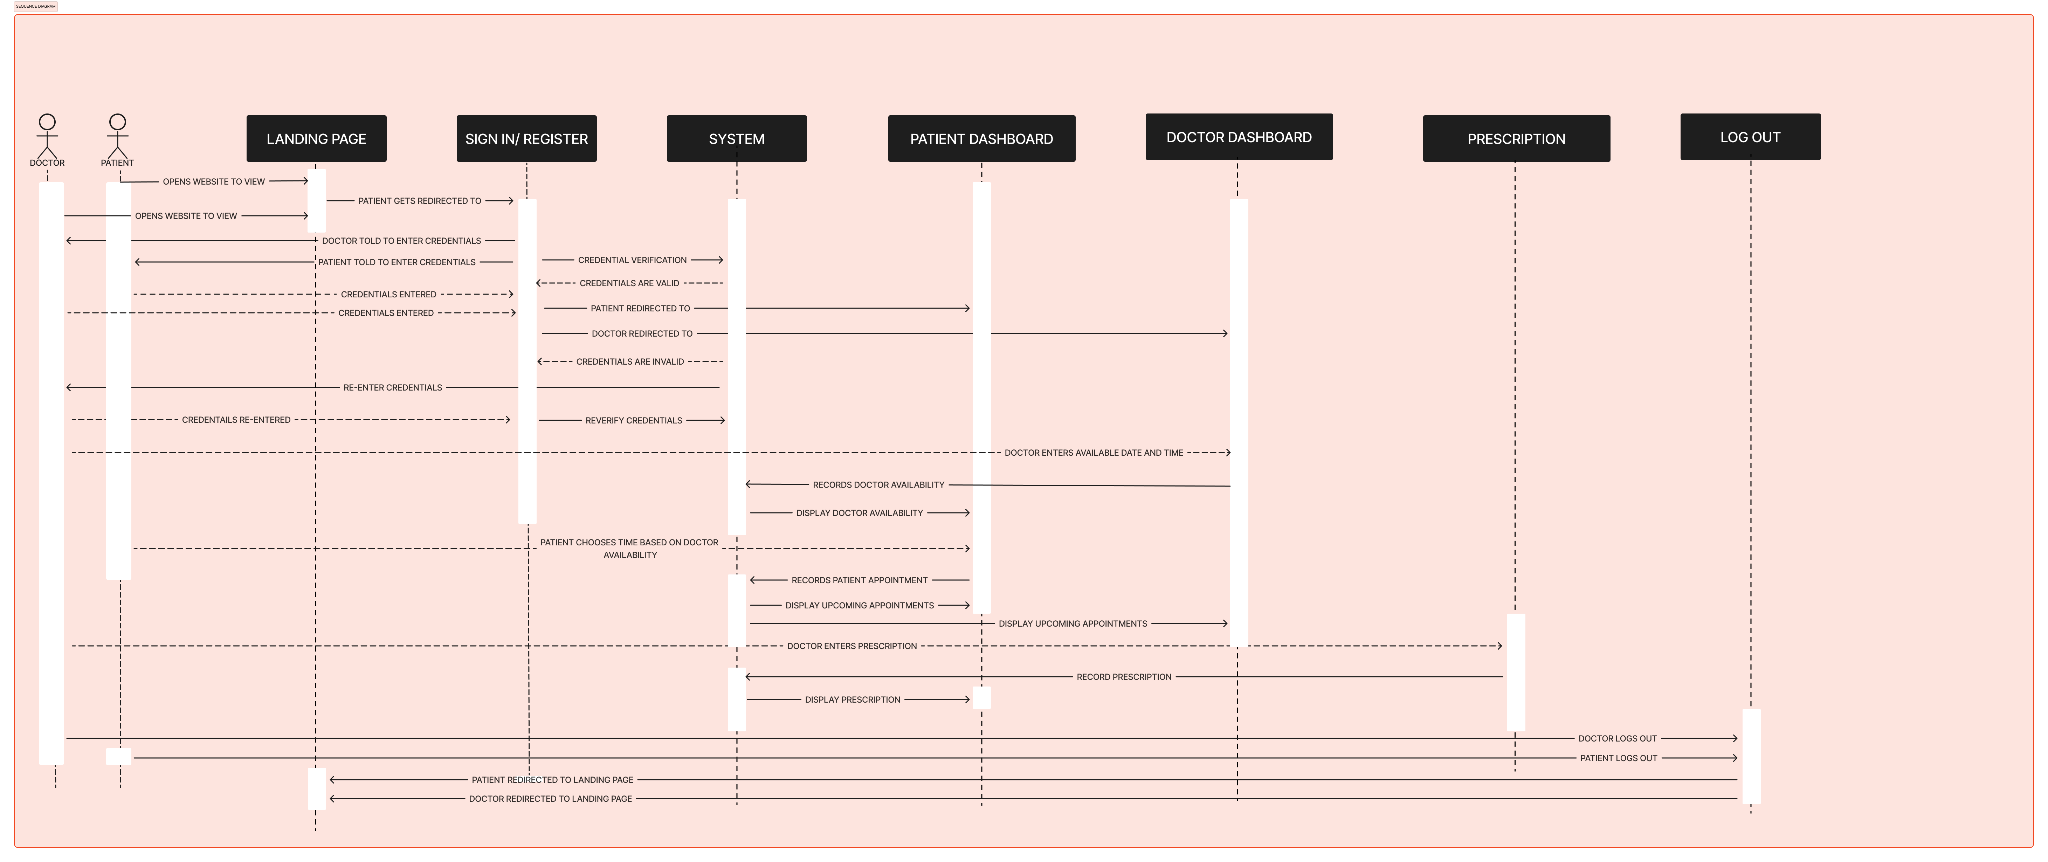 SEQUENCE DIAGRAM
LANDING PAGE
SIGN IN/ REGISTER
SYSTEM
PATIENT DASHBOARD
DOCTOR DASHBOARD
PRESCRIPTION
LOG OUT
DOCTOR
PATIENT
OPENS WEBSITE TO VIEW
PATIENT GETS REDIRECTED TO
OPENS WEBSITE TO VIEW
DOCTOR TOLD TO ENTER CREDENTIALS
PATIENT TOLD TO ENTER CREDENTIALS
CREDENTIAL VERIFICATION
CREDENTIALS ARE VALID
CREDENTIALS ENTERED
PATIENT REDIRECTED TO
CREDENTIALS ENTERED
DOCTOR REDIRECTED TO
CREDENTIALS ARE INVALID
RE-ENTER CREDENTIALS
CREDENTAILS RE-ENTERED
REVERIFY CREDENTIALS
DOCTOR ENTERS AVAILABLE DATE AND TIME
RECORDS DOCTOR AVAILABILITY
DISPLAY DOCTOR AVAILABILITY
PATIENT CHOOSES TIME BASED ON DOCTOR
AVAILABILITY
RECORDS PATIENT APPOINTMENT
DISPLAY UPCOMING APPOINTMENTS
DISPLAY UPCOMING APPOINTMENTS
DOCTOR ENTERS PRESCRIPTION
RECORD PRESCRIPTION
DISPLAY PRESCRIPTION
DOCTOR LOGS OUT
PATIENT LOGS OUT
PATIENT REDIRECTED TO LANDING PAGE
DOCTOR REDIRECTED TO LANDING PAGE